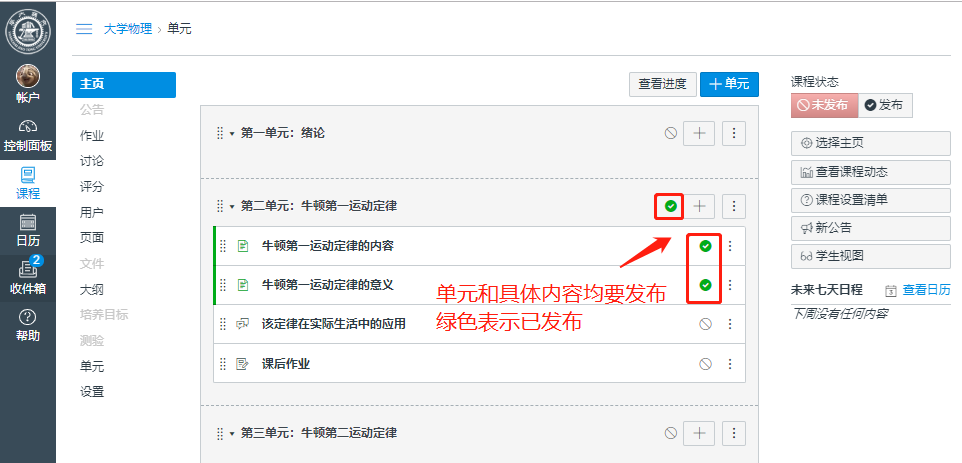 大学物理 › 单元
帐户
控制面板
课程
日历
2
收件箱
帮助
主页
公告
作业
讨论
评分
用户
页面
文件
大纲
培养目标
测验
单元
设置
查看进度
单元
第一单元：绪论
第二单元：牛顿第一运动定律
牛顿第一运动定律的内容
牛顿第一运动定律的意义
该定律在实际生活中的应用
课后作业
第三单元：牛顿第二运动定律
单元和具体内容均要发布
绿色表示已发布
课程状态
未发布 发布
选择主页
查看课程动态
课程设置清单
新公告
学生视图
未来七天日程 查看日历
下周没有任何内容